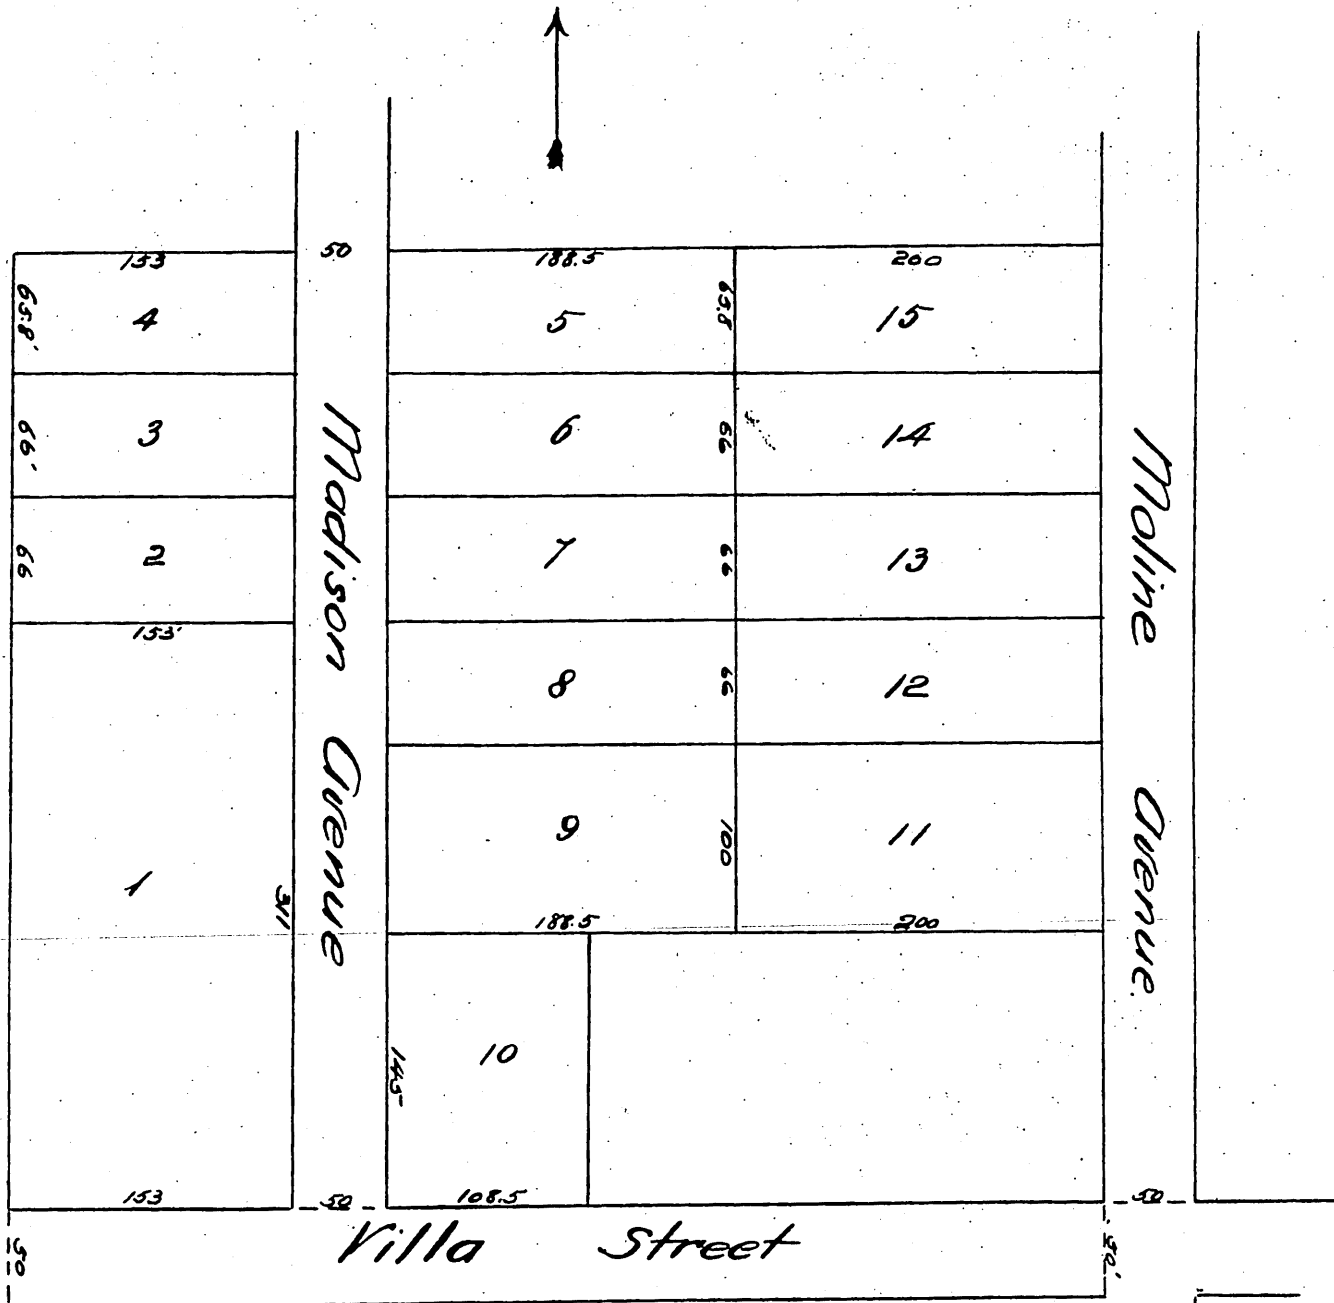 153 50 188.5 200
65.8' 4 5 65.8 15
66' 3 6 66 14
66 2 7 66 13
153'
8 66 12
Madison Avenue
Moline Avenue.
1 311
9 100 11
188.5 200
145 10
153 50 108.5 50
Villa Street
50 50'